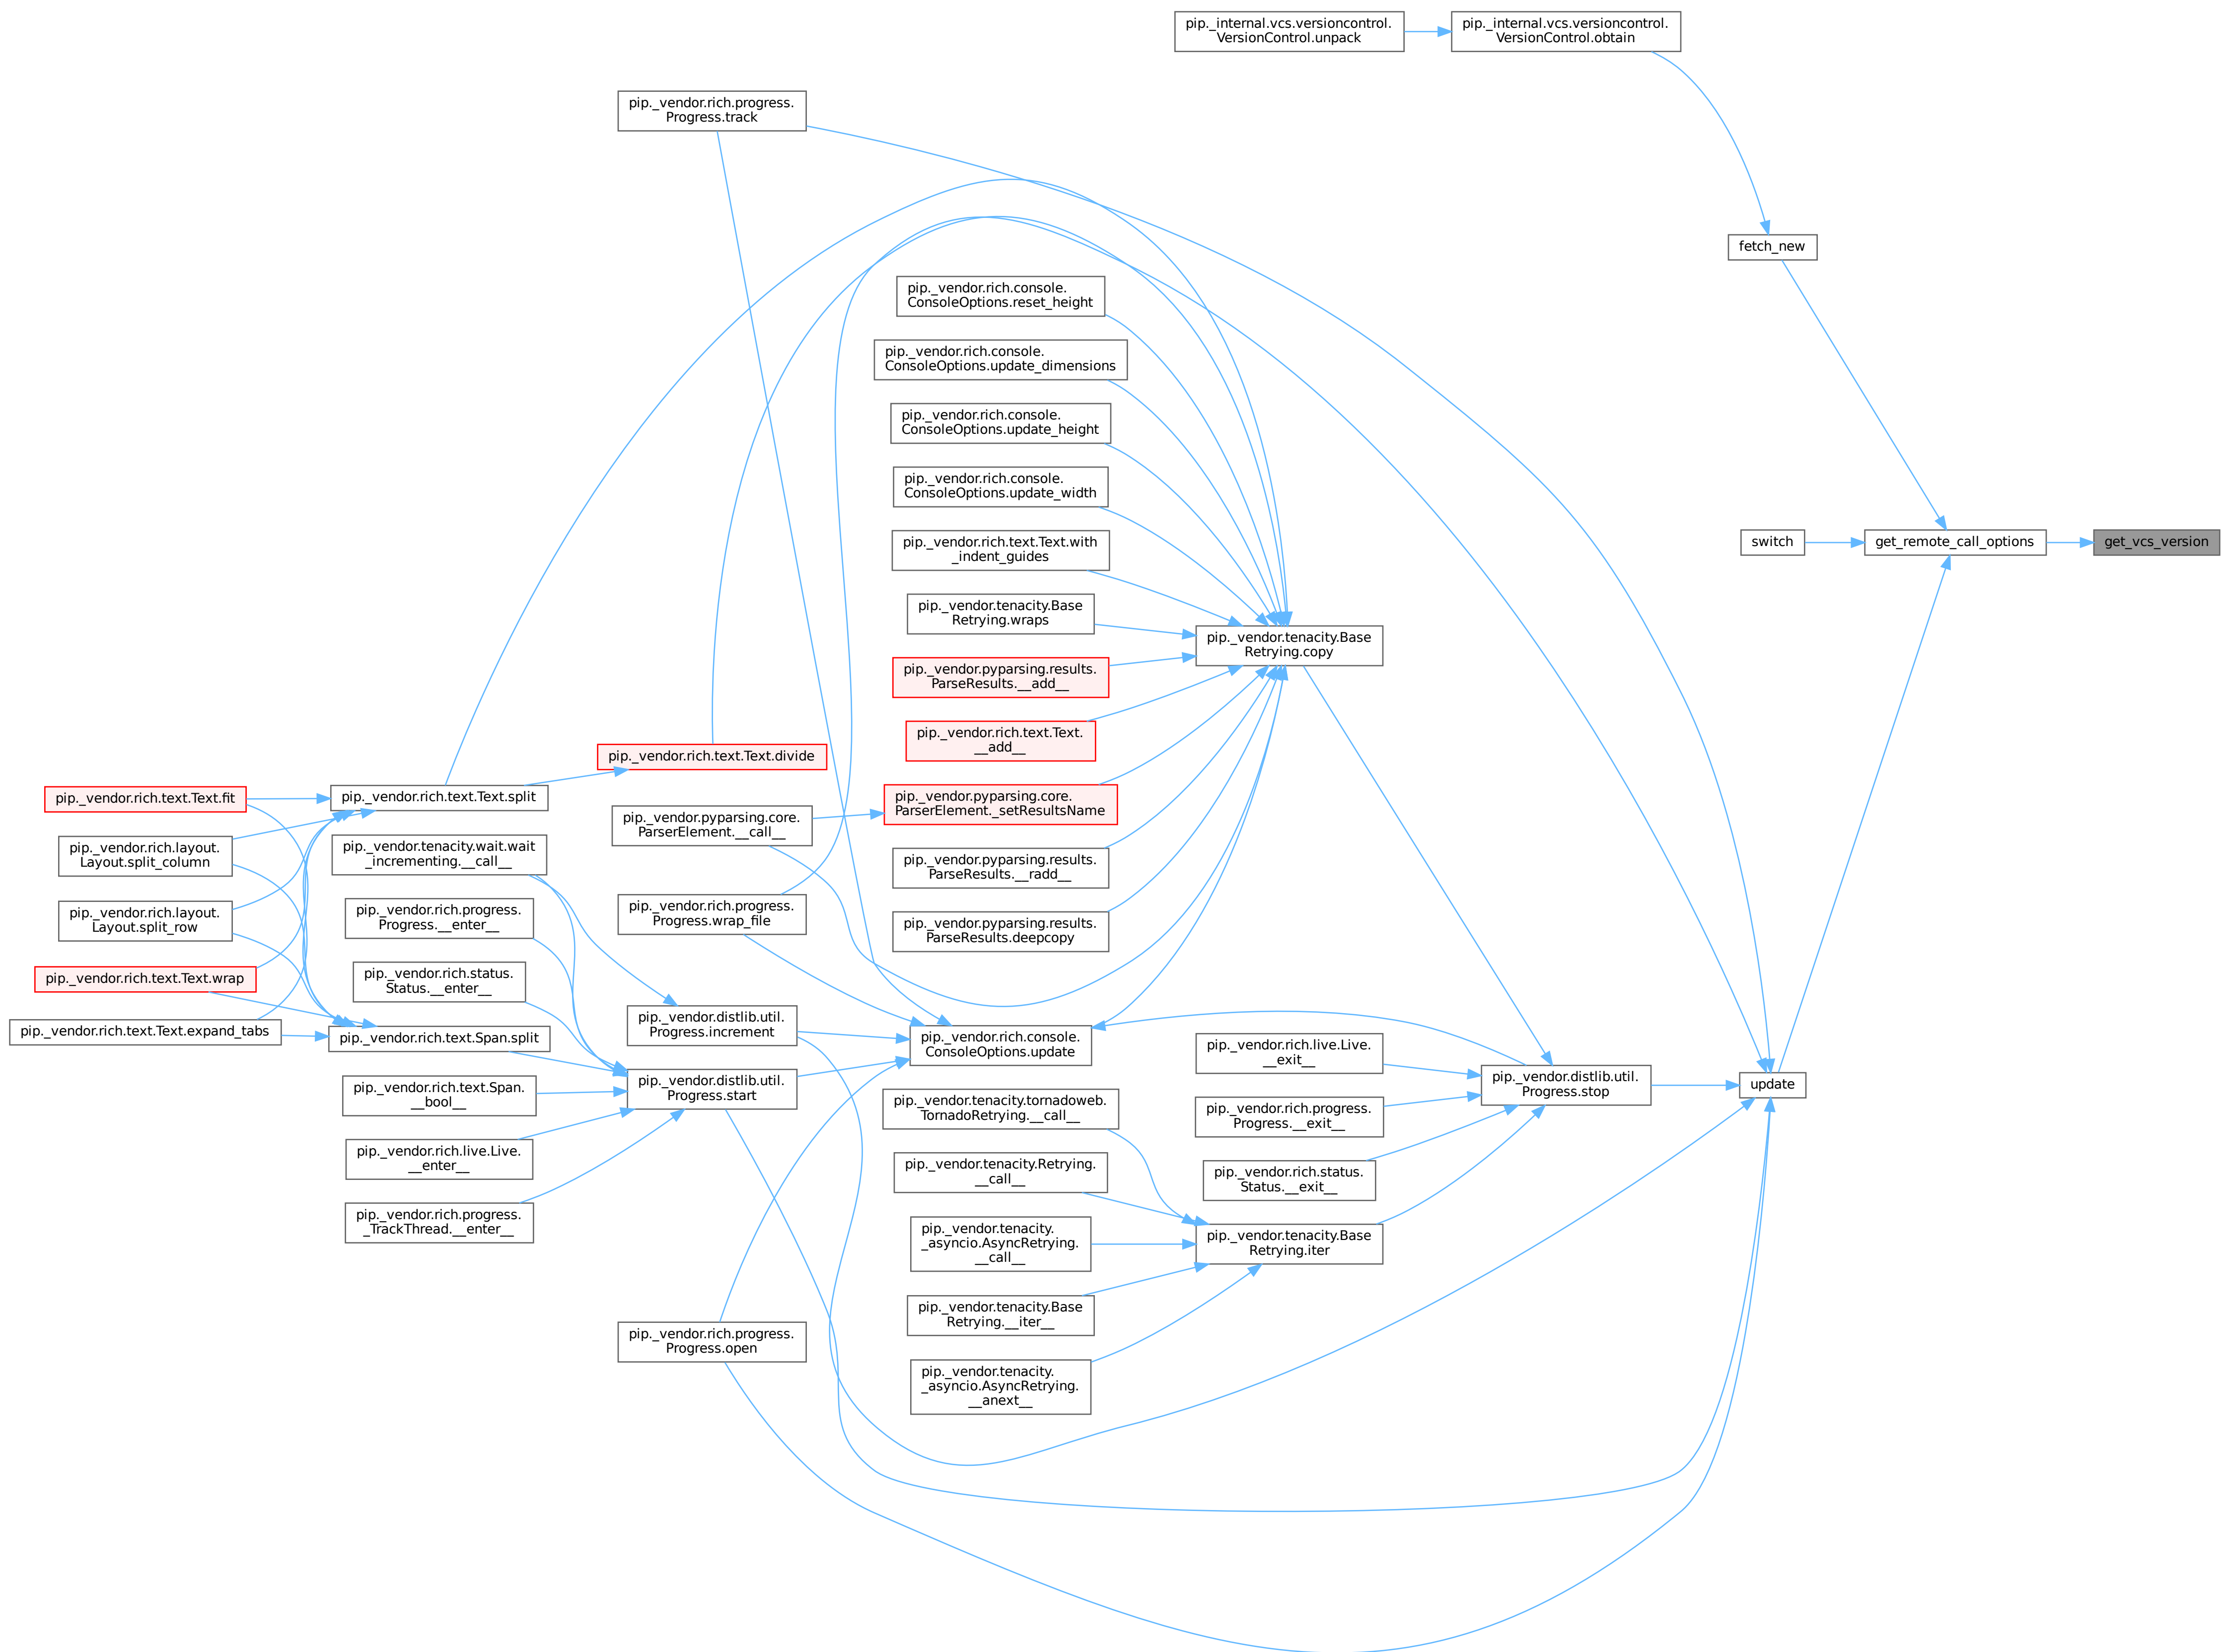 pip._internal.vcs.versioncontrol.
VersionControl.unpack
pip._internal.vcs.versioncontrol.
VersionControl.obtain
pip._vendor.rich.progress.
Progress.track
fetch_new
pip._vendor.rich.console.
ConsoleOptions.reset_height
pip._vendor.rich.console.
ConsoleOptions.update_dimensions
pip._vendor.rich.console.
ConsoleOptions.update_height
pip._vendor.rich.console.
ConsoleOptions.update_width
pip._vendor.rich.text.Text.with
_indent_guides
switch
get_remote_call_options
get_vcs_version
pip._vendor.tenacity.Base
Retrying.wraps
pip._vendor.tenacity.Base
Retrying.copy
pip._vendor.pyparsing.results.
ParseResults.__add__
pip._vendor.rich.text.Text.
__add__
pip._vendor.rich.text.Text.divide
pip._vendor.rich.text.Text.fit
pip._vendor.rich.text.Text.split
pip._vendor.pyparsing.core.
ParserElement._setResultsName
pip._vendor.pyparsing.core.
ParserElement.__call__
pip._vendor.rich.layout.
Layout.split_column
pip._vendor.tenacity.wait.wait
_incrementing.__call__
pip._vendor.pyparsing.results.
ParseResults.__radd__
pip._vendor.rich.layout.
Layout.split_row
pip._vendor.rich.progress.
Progress.__enter__
pip._vendor.rich.progress.
Progress.wrap_file
pip._vendor.pyparsing.results.
ParseResults.deepcopy
pip._vendor.rich.text.Text.wrap
pip._vendor.rich.status.
Status.__enter__
pip._vendor.rich.text.Text.expand_tabs
pip._vendor.rich.text.Span.split
pip._vendor.distlib.util.
Progress.increment
pip._vendor.rich.console.
ConsoleOptions.update
pip._vendor.rich.live.Live.
__exit__
pip._vendor.rich.text.Span.
__bool__
pip._vendor.distlib.util.
Progress.start
pip._vendor.distlib.util.
Progress.stop
update
pip._vendor.tenacity.tornadoweb.
TornadoRetrying.__call__
pip._vendor.rich.progress.
Progress.__exit__
pip._vendor.rich.live.Live.
__enter__
pip._vendor.tenacity.Retrying.
__call__
pip._vendor.rich.status.
Status.__exit__
pip._vendor.rich.progress.
_TrackThread.__enter__
pip._vendor.tenacity.
_asyncio.AsyncRetrying.
__call__
pip._vendor.tenacity.Base
Retrying.iter
pip._vendor.tenacity.Base
Retrying.__iter__
pip._vendor.rich.progress.
Progress.open
pip._vendor.tenacity.
_asyncio.AsyncRetrying.
__anext__